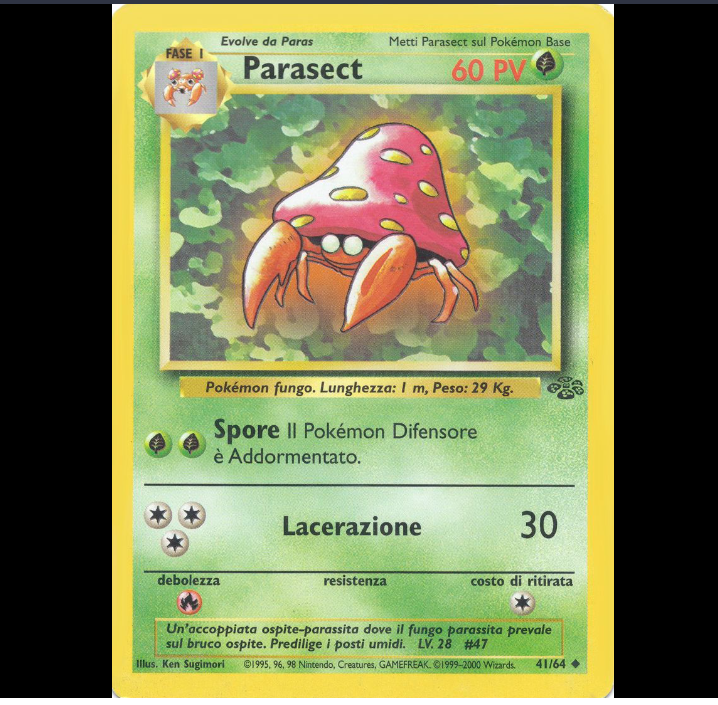 Evolve da Paras
Metti Parasect sul Pokémon Base
FASE 1
Parasect
60 PV
Pokémon fungo. Lunghezza: 1 m, Peso: 29 Kg.
Spore Il Pokémon Difensore
è Addormentato.
Lacerazione 30
debolezza resistenza costo di ritirata
Un'accoppiata ospite-parassita dove il fungo parassita prevale
sul bruco ospite. Predilige i posti umidi. LV. 28 #47
Illus. Ken Sugimori ©1995, 96, 98 Nintendo, Creatures, GAMEFREAK. ©1999-2000 Wizards. 41/64